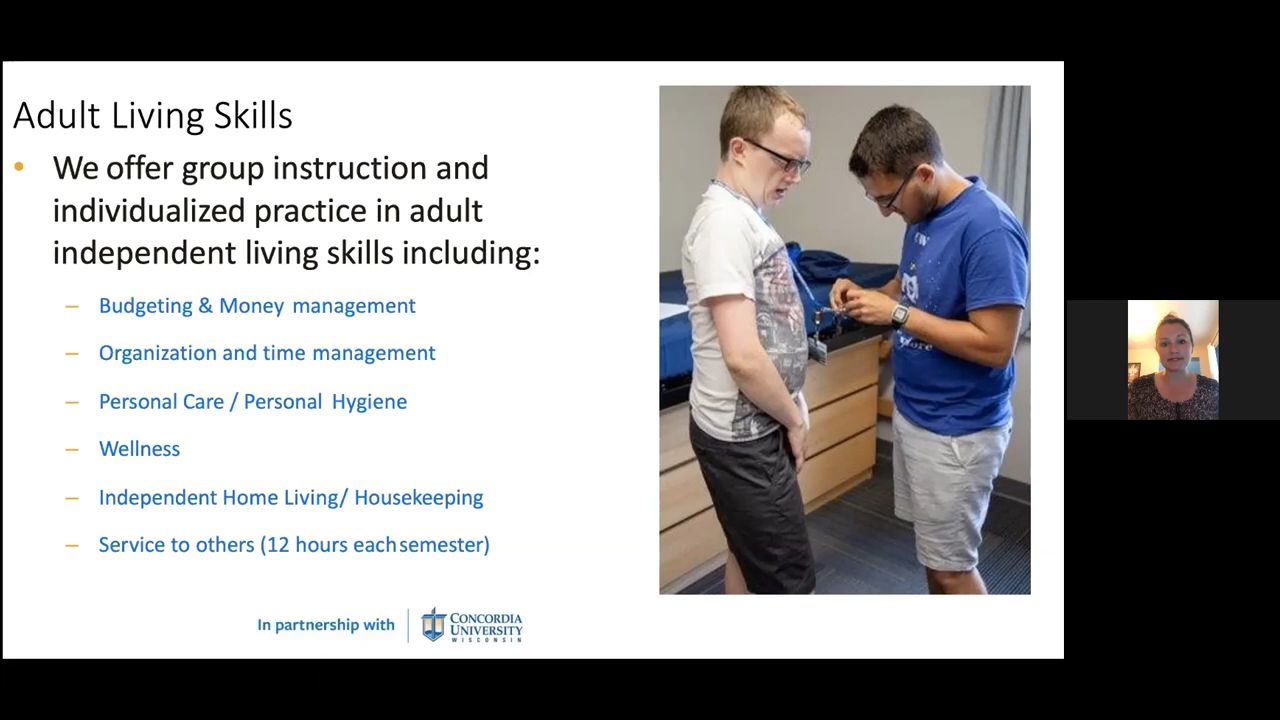 Adult Living Skills
• We offer group instruction and
individualized practice in adult
independent living skills including:
– Budgeting & Money management
– Organization and time management
– Personal Care / Personal Hygiene
– Wellness
– Independent Home Living/ Housekeeping
– Service to others (12 hours each semester)
In partnership with
CONCORDIA
UNIVERSITY
WISCONSIN